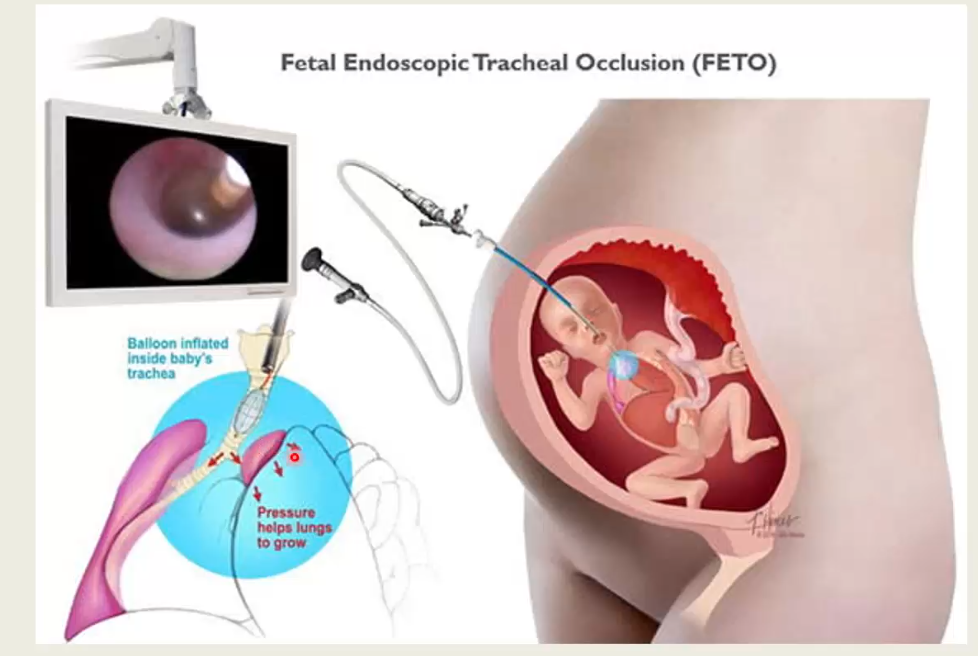 Fetal Endoscopic Tracheal Occlusion (FETO)
Balloon inflated
inside baby's
trachea
Pressure
helps lungs
to grow